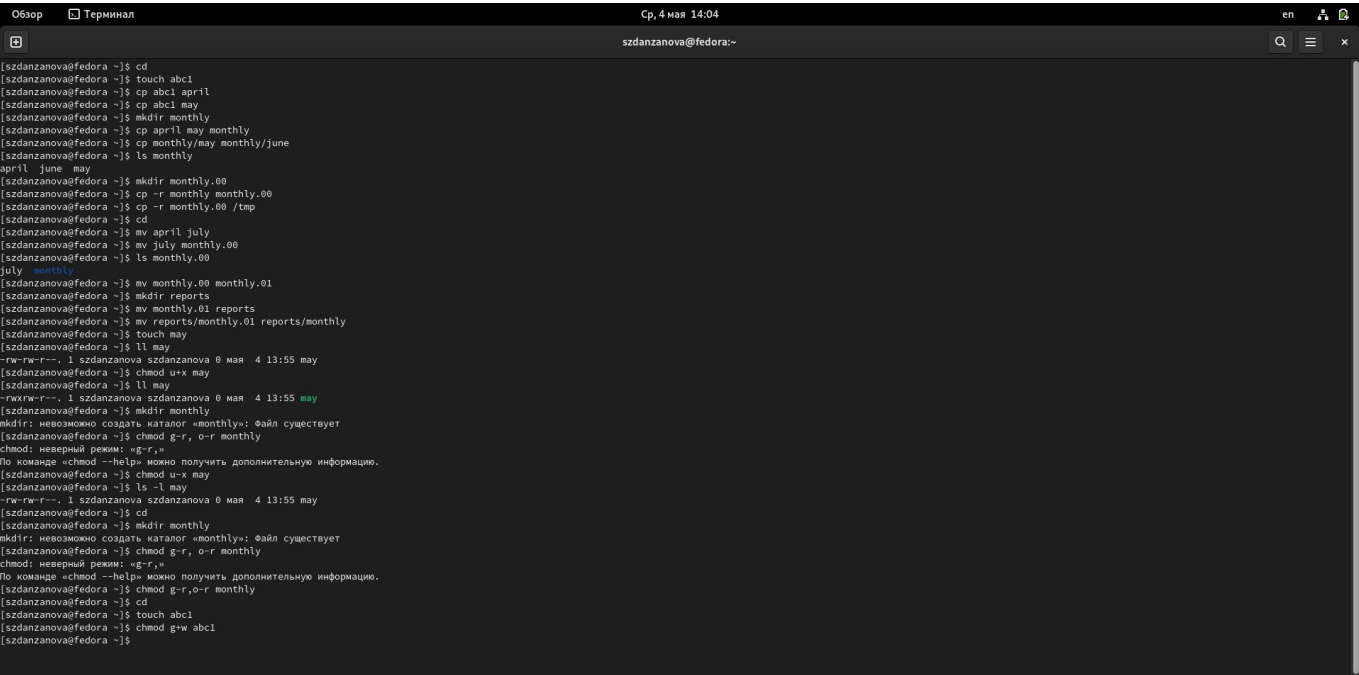 Обзор Терминал Ср, 4 мая 14:04 en
szdanzanova@fedora:~
[szdanzanova@fedora ~]$ cd
[szdanzanova@fedora ~]$ touch abc1
[szdanzanova@fedora ~]$ cp abc1 april
[szdanzanova@fedora ~]$ cp abc1 may
[szdanzanova@fedora ~]$ mkdir monthly
[szdanzanova@fedora ~]$ cp april may monthly
[szdanzanova@fedora ~]$ cp monthly/may monthly/june
[szdanzanova@fedora ~]$ ls monthly
april june may
[szdanzanova@fedora ~]$ mkdir monthly.00
[szdanzanova@fedora ~]$ cp -r monthly monthly.00
[szdanzanova@fedora ~]$ cp -r monthly.00 /tmp
[szdanzanova@fedora ~]$ cd
[szdanzanova@fedora ~]$ mv april july
[szdanzanova@fedora ~]$ mv july monthly.00
[szdanzanova@fedora ~]$ ls monthly.00
july monthly
[szdanzanova@fedora ~]$ mv monthly.00 monthly.01
[szdanzanova@fedora ~]$ mkdir reports
[szdanzanova@fedora ~]$ mv monthly.01 reports
[szdanzanova@fedora ~]$ mv reports/monthly.01 reports/monthly
[szdanzanova@fedora ~]$ touch may
[szdanzanova@fedora ~]$ ll may
-rw-rw-r--. 1 szdanzanova szdanzanova 0 мая 4 13:55 may
[szdanzanova@fedora ~]$ chmod u+x may
[szdanzanova@fedora ~]$ ll may
-rwxrw-r--. 1 szdanzanova szdanzanova 0 мая 4 13:55 may
[szdanzanova@fedora ~]$ mkdir monthly
mkdir: невозможно создать каталог «monthly»: Файл существует
[szdanzanova@fedora ~]$ chmod g-r, o-r monthly
chmod: неверный режим: «g-r,»
По команде «chmod --help» можно получить дополнительную информацию.
[szdanzanova@fedora ~]$ chmod u-x may
[szdanzanova@fedora ~]$ ls -l may
-rw-rw-r--. 1 szdanzanova szdanzanova 0 мая 4 13:55 may
[szdanzanova@fedora ~]$ cd
[szdanzanova@fedora ~]$ mkdir monthly
mkdir: невозможно создать каталог «monthly»: Файл существует
[szdanzanova@fedora ~]$ chmod g-r, o-r monthly
chmod: неверный режим: «g-r,»
По команде «chmod --help» можно получить дополнительную информацию.
[szdanzanova@fedora ~]$ chmod g-r,o-r monthly
[szdanzanova@fedora ~]$ cd
[szdanzanova@fedora ~]$ touch abc1
[szdanzanova@fedora ~]$ chmod g+w abc1
[szdanzanova@fedora ~]$